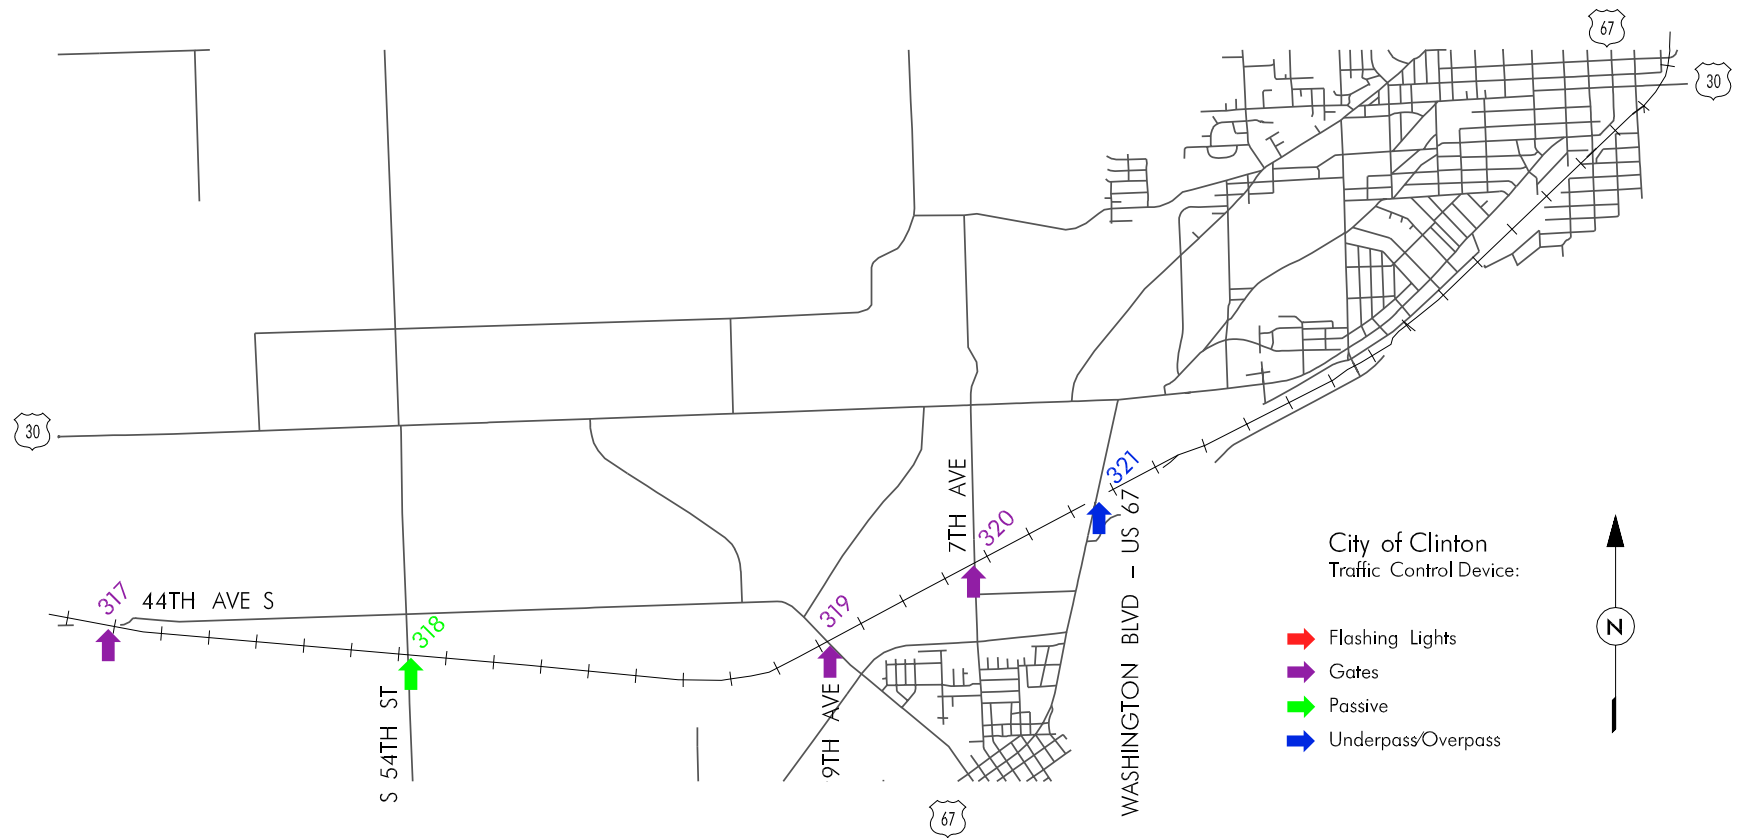 67
30
30
321
7TH AVE
320
WASHINGTON BLVD - US 67
City of Clinton
Traffic Control Device:
317
44TH AVE S
319
318
N
Flashing Lights
Gates
Passive
Underpass/Overpass
S 54TH ST
9TH AVE
67